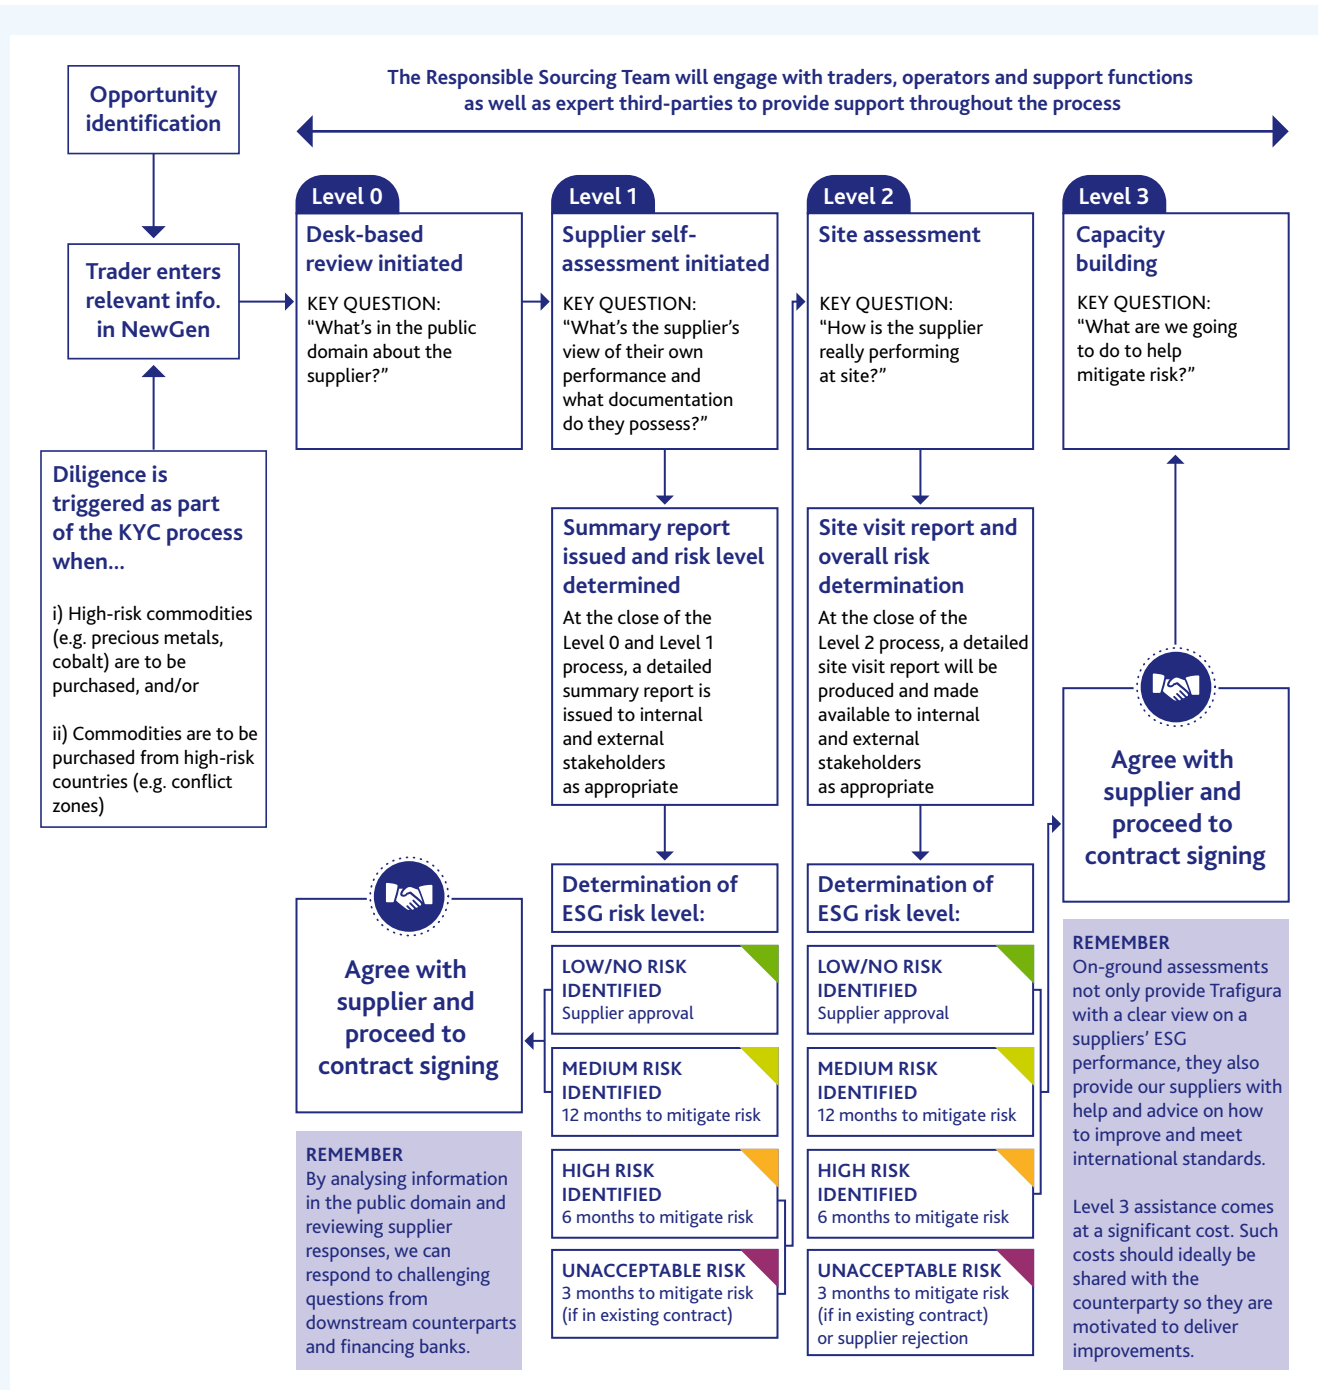 The Responsible Sourcing Team will engage with traders, operators and support functions
as well as expert third-parties to provide support throughout the process
Opportunity
identification
Trader enters
relevant info.
in NewGen
Diligence is
triggered as part
of the KYC process
when...
i) High-risk commodities
(e.g. precious metals,
cobalt) are to be
purchased, and/or
ii) Commodities are to be
purchased from high-risk
countries (e.g. conflict
zones)
Level 0
Desk-based
review initiated
KEY QUESTION:
“What’s in the public
domain about the
supplier?”
Level 1
Supplier self-
assessment initiated
KEY QUESTION:
“What’s the supplier’s
view of their own
performance and
what documentation
do they possess?”
Level 2
Site assessment
KEY QUESTION:
“How is the supplier
really performing
at site?”
Level 3
Capacity
building
KEY QUESTION:
“What are we going
to do to help
mitigate risk?”
Summary report
issued and risk level
determined
At the close of the
Level 0 and Level 1
process, a detailed
summary report is
issued to internal
and external
stakeholders
as appropriate
Site visit report and
overall risk
determination
At the close of the
Level 2 process, a detailed
site visit report will be
produced and made
available to internal
and external
stakeholders
as appropriate
Agree with
supplier and
proceed to
contract signing
REMEMBER
By analysing information
in the public domain and
reviewing supplier
responses, we can
respond to challenging
questions from
downstream counterparts
and financing banks.
Determination of
ESG risk level:
LOW/NO RISK
IDENTIFIED
Supplier approval
MEDIUM RISK
IDENTIFIED
12 months to mitigate risk
HIGH RISK
IDENTIFIED
6 months to mitigate risk
UNACCEPTABLE RISK
3 months to mitigate risk
(if in existing contract)
Determination of
ESG risk level:
LOW/NO RISK
IDENTIFIED
Supplier approval
MEDIUM RISK
IDENTIFIED
12 months to mitigate risk
HIGH RISK
IDENTIFIED
6 months to mitigate risk
UNACCEPTABLE RISK
3 months to mitigate risk
(if in existing contract)
or supplier rejection
Agree with
supplier and
proceed to
contract signing
REMEMBER
On-ground assessments
not only provide Trafigura
with a clear view on a
suppliers’ ESG
performance, they also
provide our suppliers with
help and advice on how
to improve and meet
international standards.
Level 3 assistance comes
at a significant cost. Such
costs should ideally be
shared with the
counterparty so they are
motivated to deliver
improvements.